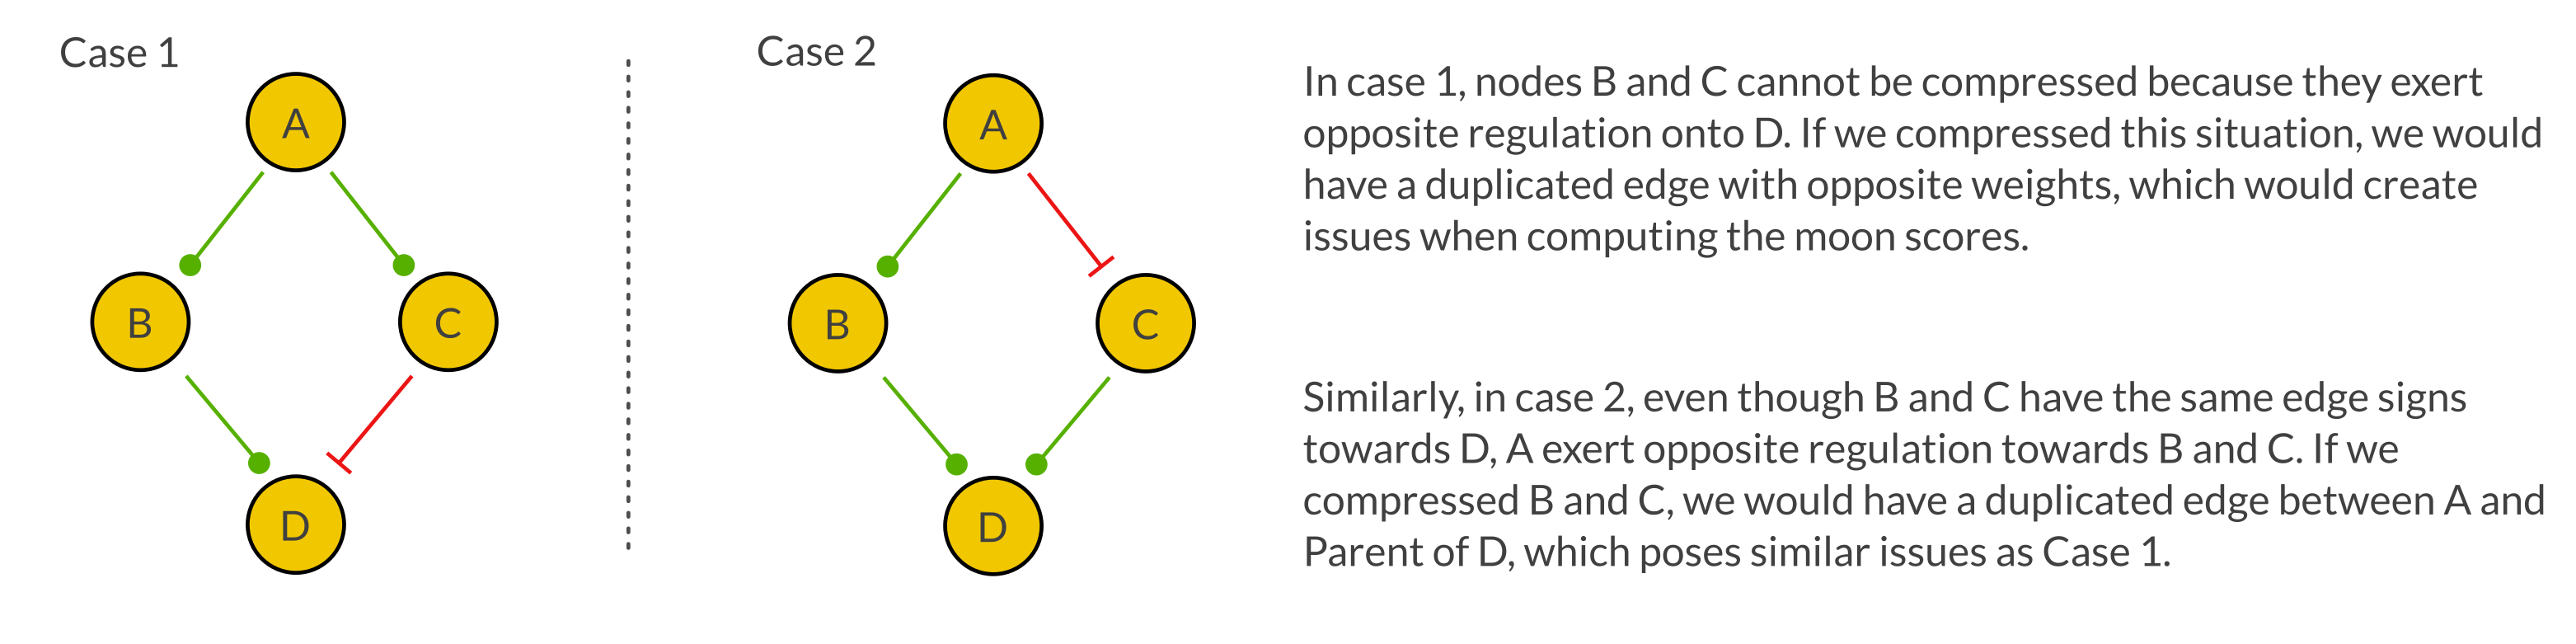 Case 1
A
B
C
D
Case 2
A
B
C
D
In case 1, nodes B and C cannot be compressed because they exert
opposite regulation onto D. If we compressed this situation, we would
have a duplicated edge with opposite weights, which would create
issues when computing the moon scores.
Similarly, in case 2, even though B and C have the same edge signs
towards D, A exert opposite regulation towards B and C. If we
compressed B and C, we would have a duplicated edge between A and
Parent of D, which poses similar issues as Case 1.